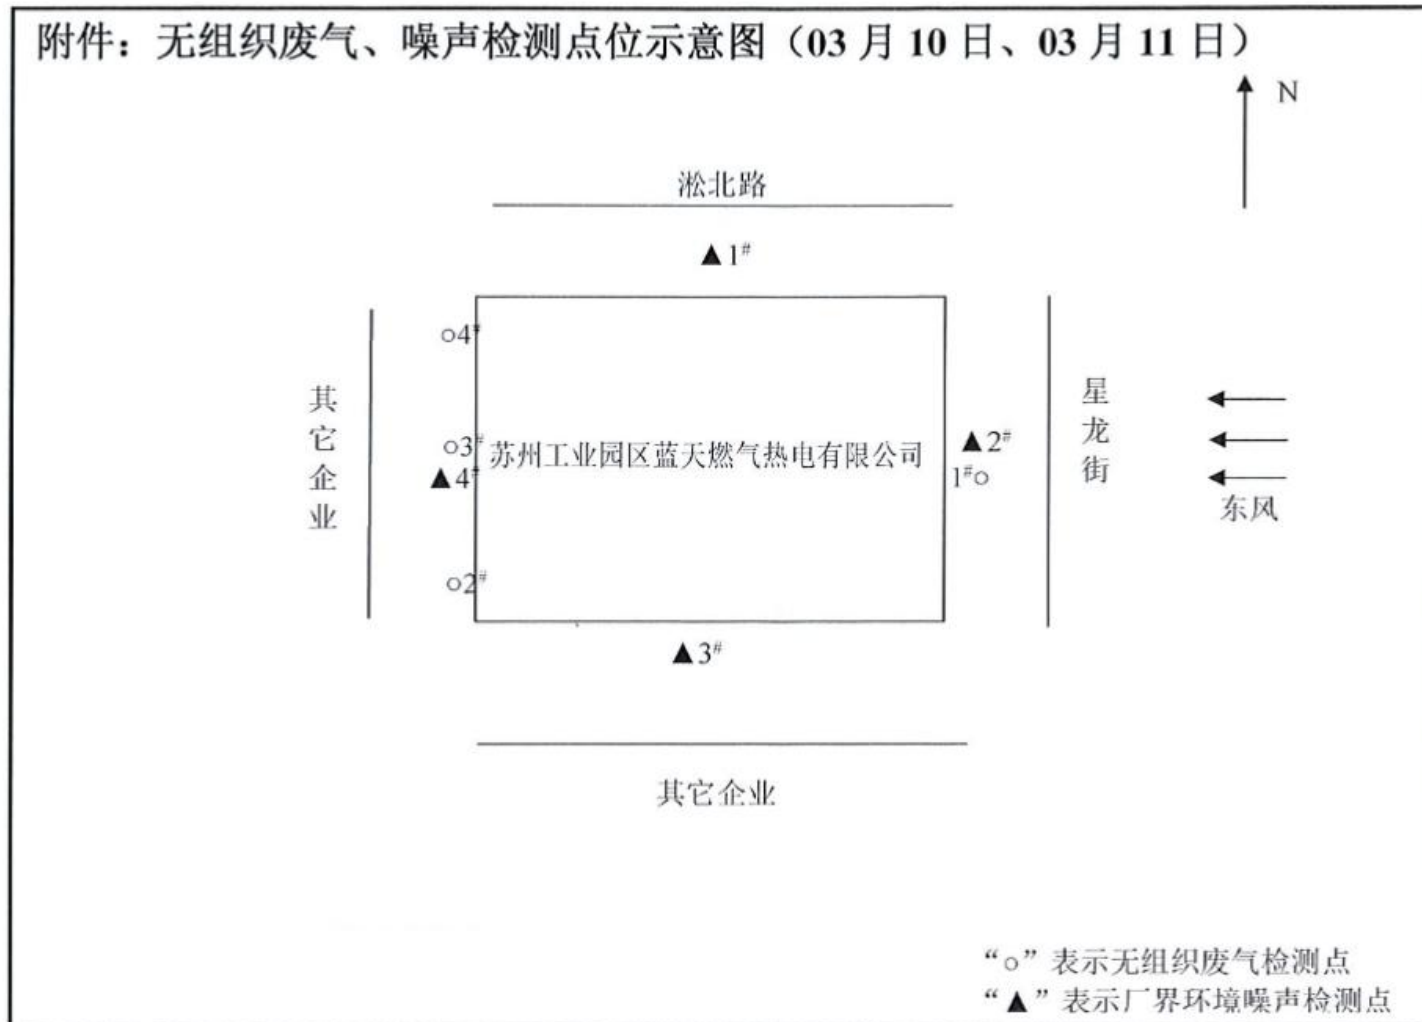 附件：无组织废气、噪声检测点位示意图（03 月 10 日、03 月 11 日）
N
淞北路
▲1#
○4#
其它企业
○3#
▲4#
○2#
苏州工业园区蓝天燃气热电有限公司
▲2#
1#○
星龙街
东风
▲3#
其它企业
“○”表示无组织废气检测点
“▲”表示厂界环境噪声检测点